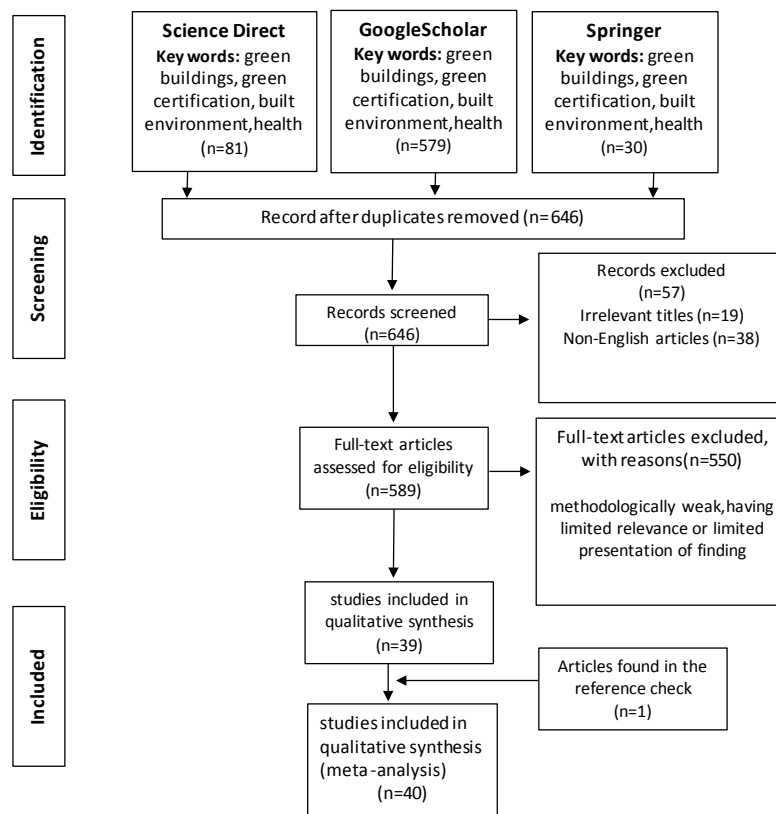 Identification
Science Direct
Key words: green
buildings, green
certification, built
environment,health
(n=81)
GoogleScholar
Key words: green
buildings, green
certification, built
environment,health
(n=579)
Springer
Key words: green
buildings, green
certification, built
environment,health
(n=30)
Screening
Record after duplicates removed (n=646)
Records screened
(n=646)
Records excluded
(n=57)
Irrelevant titles (n=19)
Non-English articles (n=38)
Eligibility
Full-text articles
assessed for eligibility
(n=589)
Full-text articles excluded,
with reasons(n=550)
methodologically weak,having
limited relevance or limited
presentation of finding
Included
studies included in
qualitative synthesis
(n=39)
Articles found in the
reference check
(n=1)
studies included in
qualitative synthesis
(meta-analysis)
(n=40)